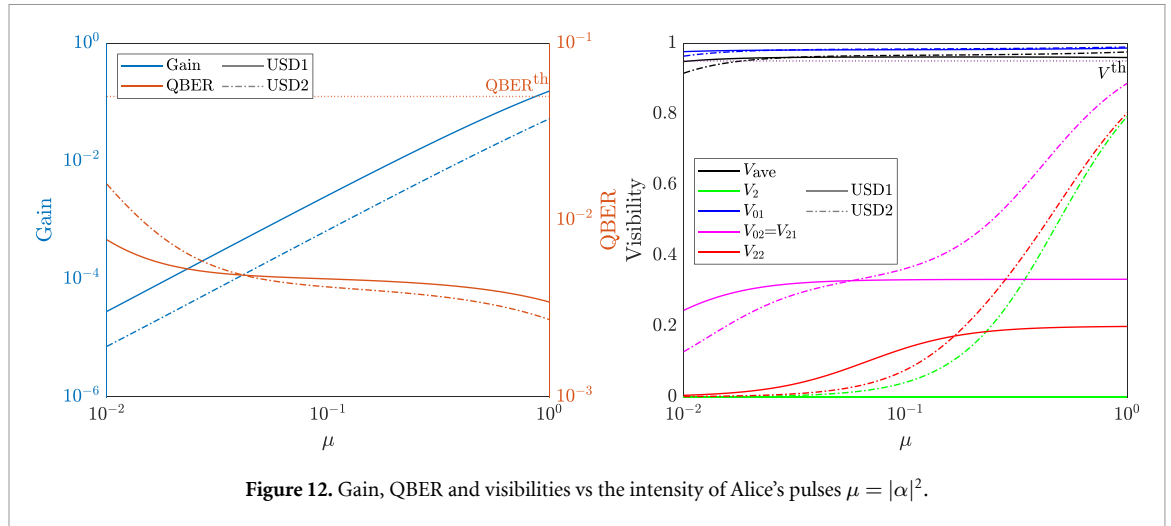 10^0
10^-2
10^-4
10^-6
Gain
Gain
QBER
USD1
USD2
QBER^th
10^-1
10^-2
10^-3
QBER
10^-2
10^-1
10^0
μ
1
0.8
0.6
0.4
0.2
0
Visibility
V^th
V_ave
V_2
V_01
V_02=V_21
V_22
USD1
USD2
10^-2
10^-1
10^0
μ
Figure 12. Gain, QBER and visibilities vs the intensity of Alice's pulses μ = |α|^2.